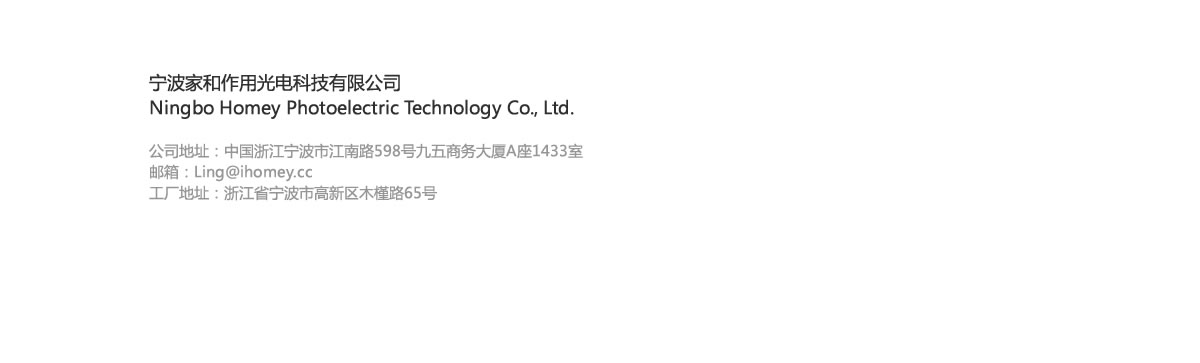 宁波家和作用光电科技有限公司
Ningbo Homey Photoelectric Technology Co., Ltd.
公司地址：中国浙江宁波市江南路598号九五商务大厦A座1433室
邮箱：Ling@ihomey.cc
工厂地址：浙江省宁波市高新区木槿路65号